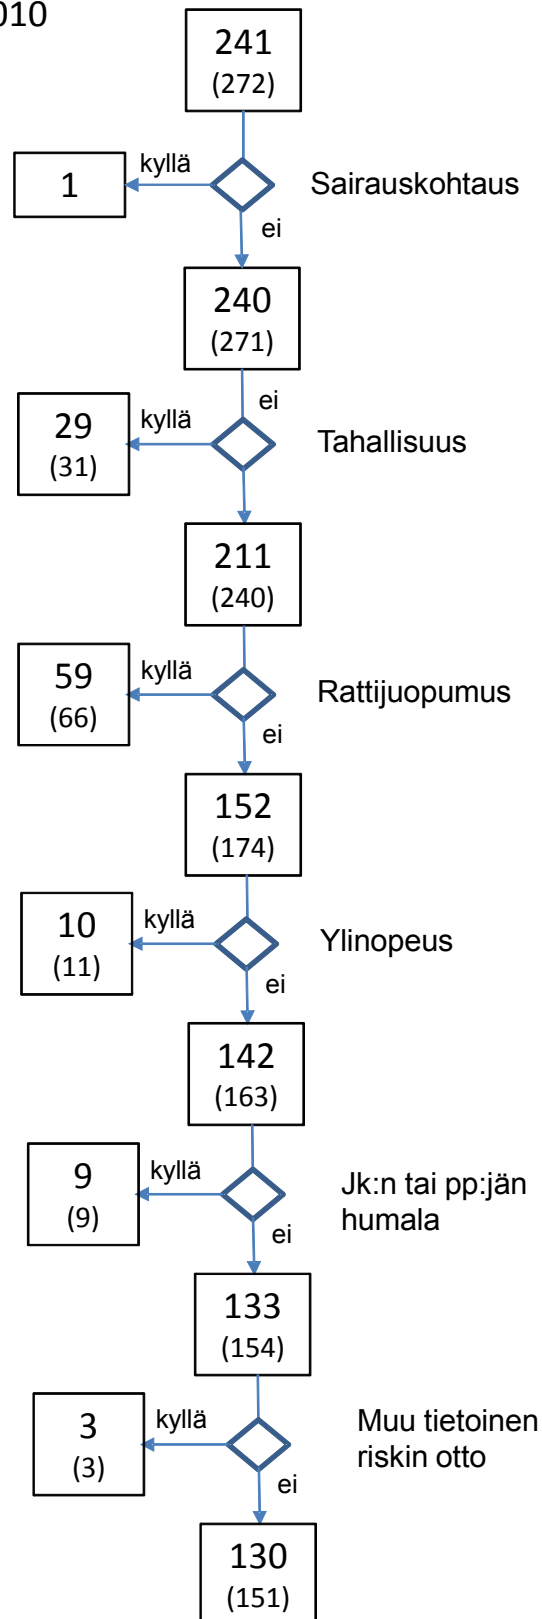 010
241
(272)
kyllä
1
Sairauskohtaus
ei
240
(271)
ei
kyllä
29
(31)
Tahallisuus
211
(240)
kyllä
59
(66)
Rattijuopumus
ei
152
(174)
kyllä
10
(11)
Ylinopeus
ei
142
(163)
kyllä
9
(9)
Jk:n tai pp:jän
humala
ei
133
(154)
kyllä
3
(3)
Muu tietoinen
riskin otto
ei
130
(151)